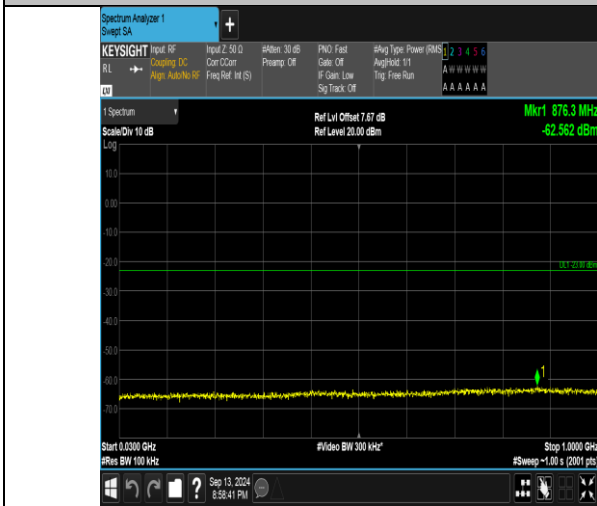 Spectrum Analyzer 1
Swept SA
+
KEYSIGHT Input: RF Input Z: 50 Ω #Atten: 30 dB PNO: Fast #Avg Type: Power (RMS 1 2 3 4 5 6
RL Coupling: DC Corr CCorr Preamp: Off Gate: Off Avg|Hold: 1/1 A W W W W W
Align: Auto/No RF Freq Ref: Int (S) IF Gain: Low Trig: Free Run
Sig Track: Off A A A A A A
1 Spectrum
Scale/Div 10 dB
Ref Lvl Offset 7.67 dB
Ref Level 20.00 dBm
Mkr1 876.3 MHz
-62.562 dBm
Log
10.0
0.00
-10.0
-20.0
DL1 -23.00 dBm
-30.0
-40.0
-50.0
1
-60.0
-70.0
Start 0.0300 GHz #Video BW 300 kHz* Stop 1.0000 GHz
#Res BW 100 kHz #Sweep ~1.00 s (2001 pts)
? Sep 13, 2024
8:58:41 PM